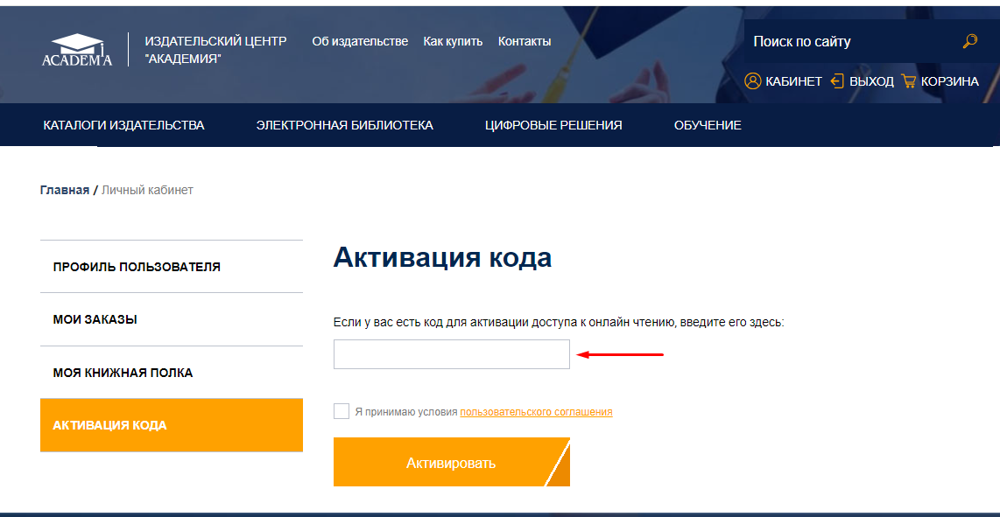 ACADEM'A
ИЗДАТЕЛЬСКИЙ ЦЕНТР
"АКАДЕМИЯ"
Об издательстве Как купить Контакты
Поиск по сайту
КАБИНЕТ ВЫХОД КОРЗИНА
КАТАЛОГИ ИЗДАТЕЛЬСТВА ЭЛЕКТРОННАЯ БИБЛИОТЕКА ЦИФРОВЫЕ РЕШЕНИЯ ОБУЧЕНИЕ
Главная / Личный кабинет
ПРОФИЛЬ ПОЛЬЗОВАТЕЛЯ
МОИ ЗАКАЗЫ
МОЯ КНИЖНАЯ ПОЛКА
АКТИВАЦИЯ КОДА
Активация кода
Если у вас есть код для активации доступа к онлайн чтению, введите его здесь:
Я принимаю условия пользовательского соглашения
Активировать